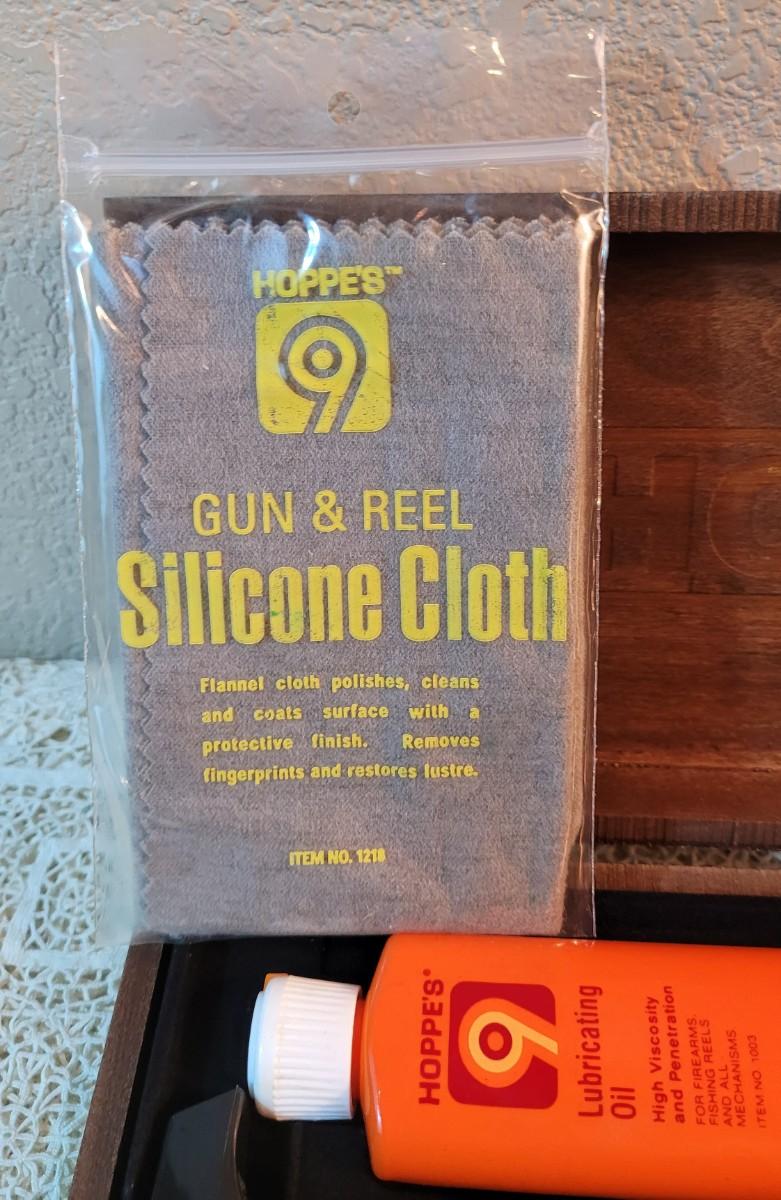 HOPPE'S™
9
GUN & REEL
Silicone Cloth
Flannel cloth polishes, cleans
and coats surface with a
protective finish. Removes
fingerprints and restores lustre.
ITEM NO. 1218
HOPPE'S®
9
Lubricating
Oil
High Viscosity
and Penetration
FOR FIREARMS,
FISHING REELS
AND ALL
MECHANISMS
ITEM NO 1003